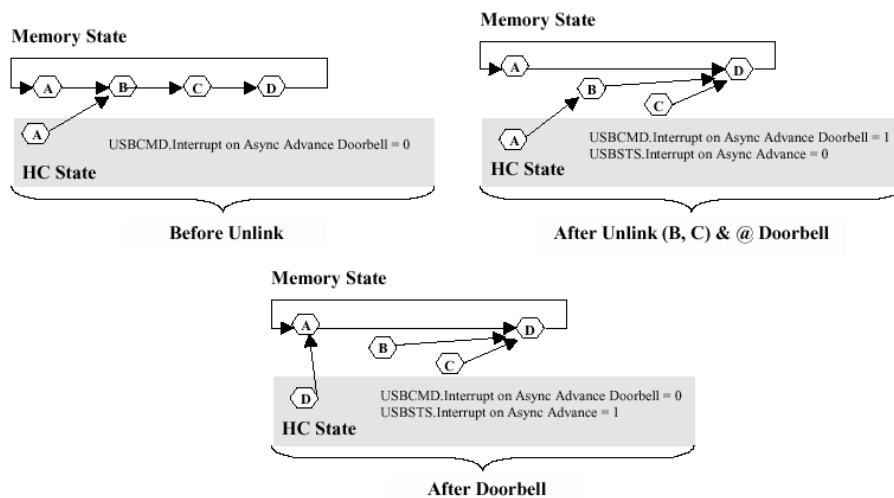 Memory State
A B C D
A
USBCMD.Interrupt on Async Advance Doorbell = 0
HC State
Before Unlink
Memory State
A D
B
C
A
USBCMD.Interrupt on Async Advance Doorbell = 1
USBSTS.Interrupt on Async Advance = 0
HC State
After Unlink (B, C) & @ Doorbell
Memory State
A D
B
C
D
USBCMD.Interrupt on Async Advance Doorbell = 0
USBSTS.Interrupt on Async Advance = 1
HC State
After Doorbell